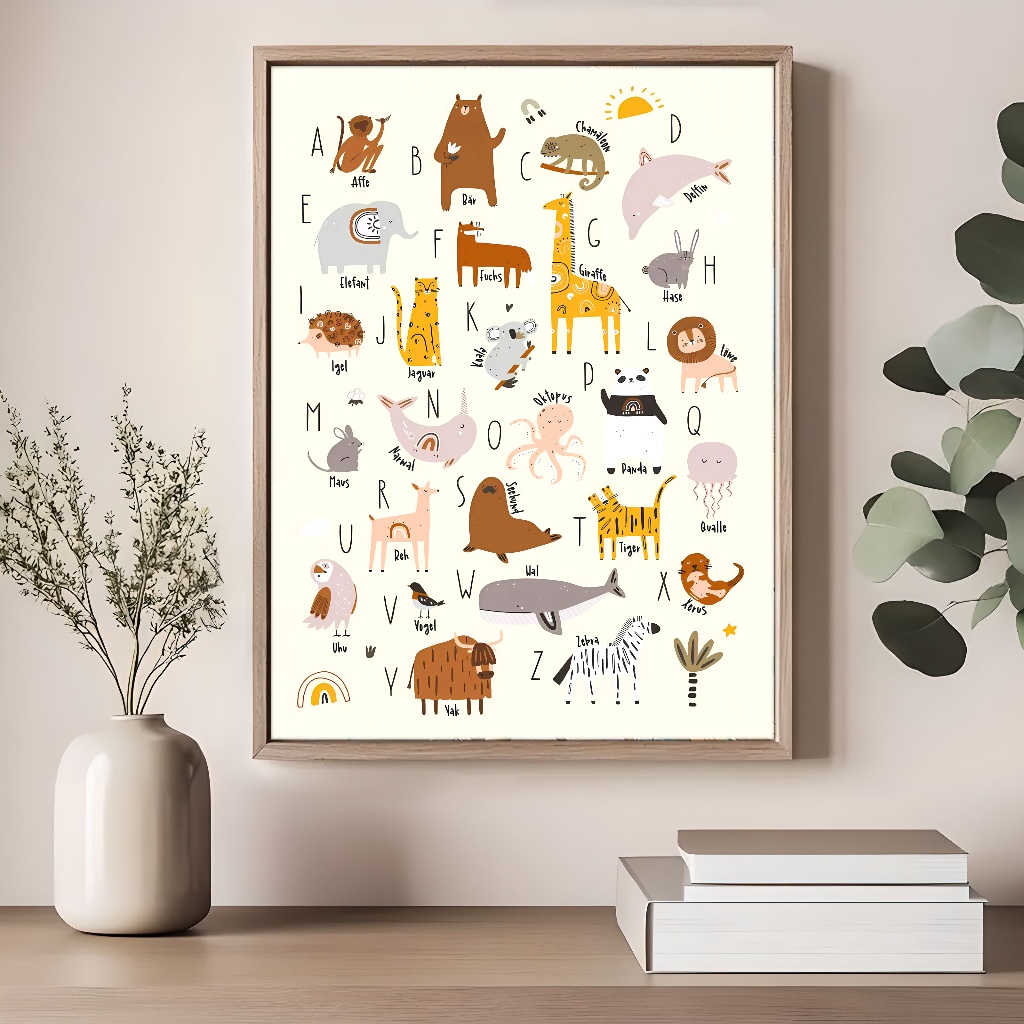 A
Affe
B
Bär
C
Chamäleon
D
Delfin
E
Elefant
F
Fuchs
G
Giraffe
H
Hase
I
Igel
J
Jaguar
K
Koala
L
Löwe
M
Maus
N
Narwal
O
Oktopus
P
Panda
Q
Qualle
R
Reh
S
Seehund
T
Tiger
U
Uhu
V
Vogel
W
Wal
X
Xerus
Y
Yak
Z
Zebra